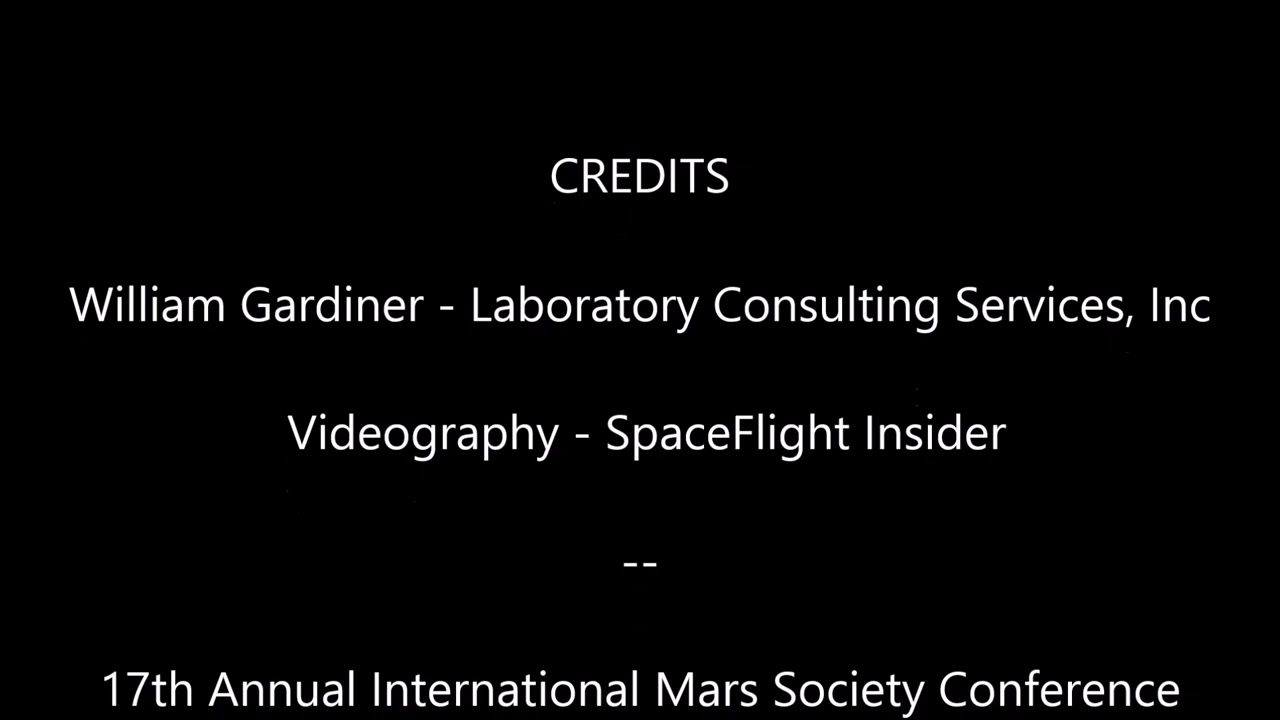 CREDITS
William Gardiner - Laboratory Consulting Services, Inc
Videography - SpaceFlight Insider
--
17th Annual International Mars Society Conference